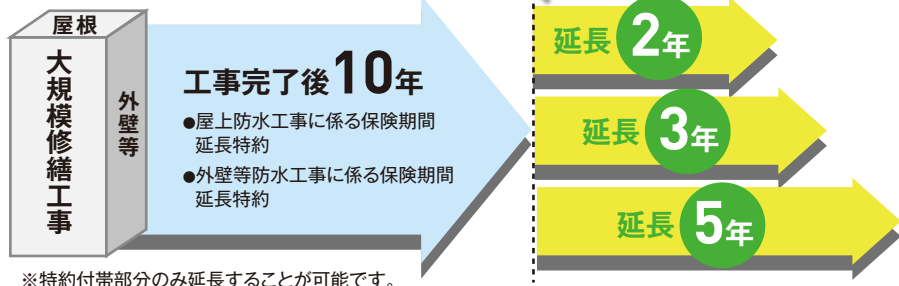 屋根
大規模修繕工事
外壁等
工事完了後10年
●屋上防水工事に係る保険期間
延長特約
●外壁等防水工事に係る保険期間
延長特約
延長 2年
延長 3年
延長 5年
※特約付帯部分のみ延長することが可能です。